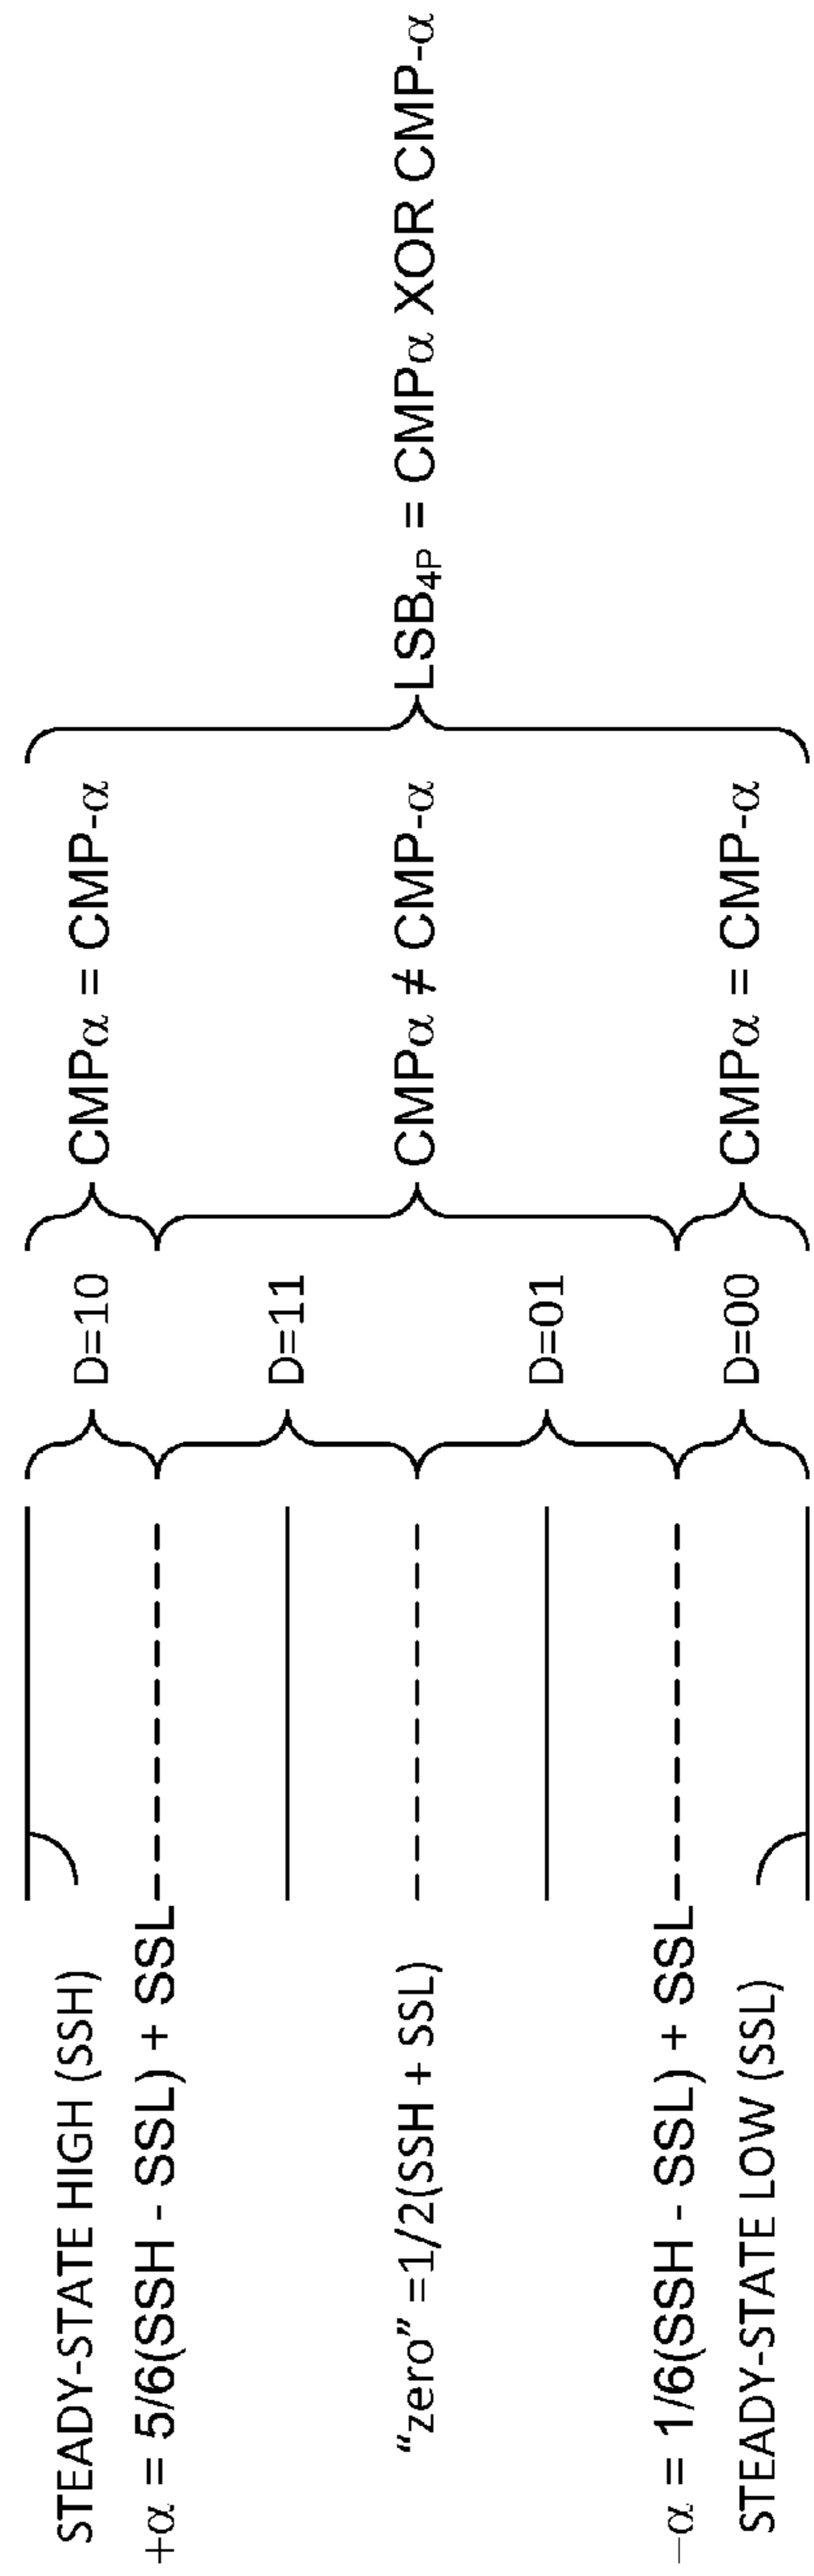 STEADY-STATE HIGH (SSH)
+α = 5/6(SSH - SSL) + SSL
“zero” =1/2(SSH + SSL)
–α = 1/6(SSH - SSL) + SSL
STEADY-STATE LOW (SSL)
D=10
D=11
D=01
D=00
CMPα = CMP-α
CMPα ≠ CMP-α
CMPα = CMP-α
LSB4P = CMPα XOR CMP-α